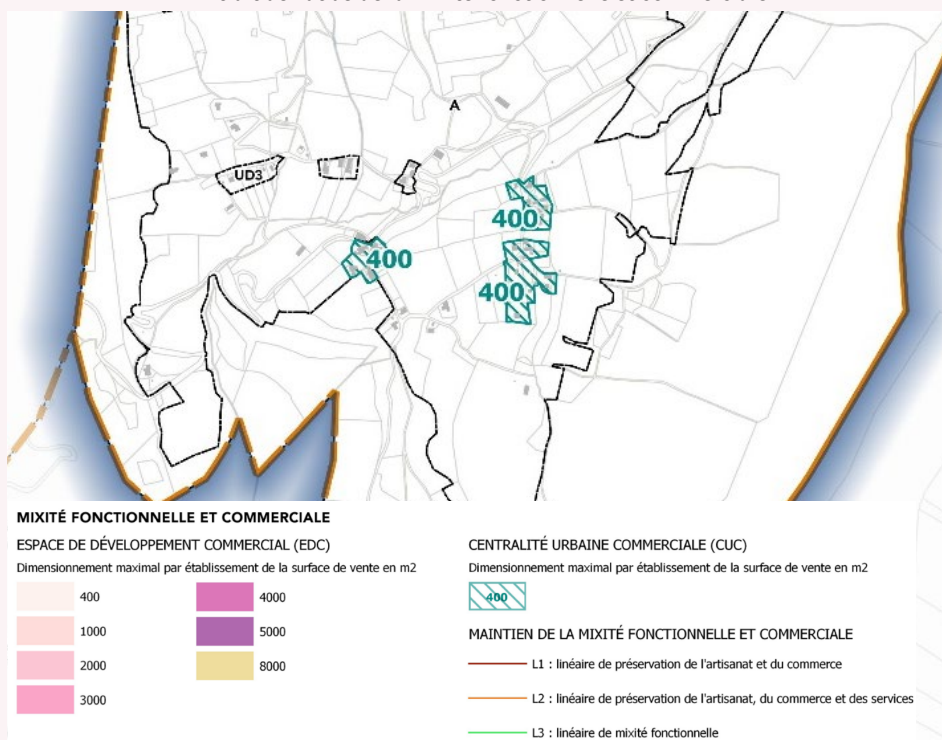 A
UD3
400
400
400
MIXITÉ FONCTIONNELLE ET COMMERCIALE
ESPACE DE DÉVELOPPEMENT COMMERCIAL (EDC)
Dimensionnement maximal par établissement de la surface de vente en m2
400
1000
2000
3000
4000
5000
8000
CENTRALITÉ URBAINE COMMERCIALE (CUC)
Dimensionnement maximal par établissement de la surface de vente en m2
400
MAINTIEN DE LA MIXITÉ FONCTIONNELLE ET COMMERCIALE
L1 : linéaire de préservation de l'artisanat et du commerce
L2 : linéaire de préservation de l'artisanat, du commerce et des services
L3 : linéaire de mixité fonctionnelle